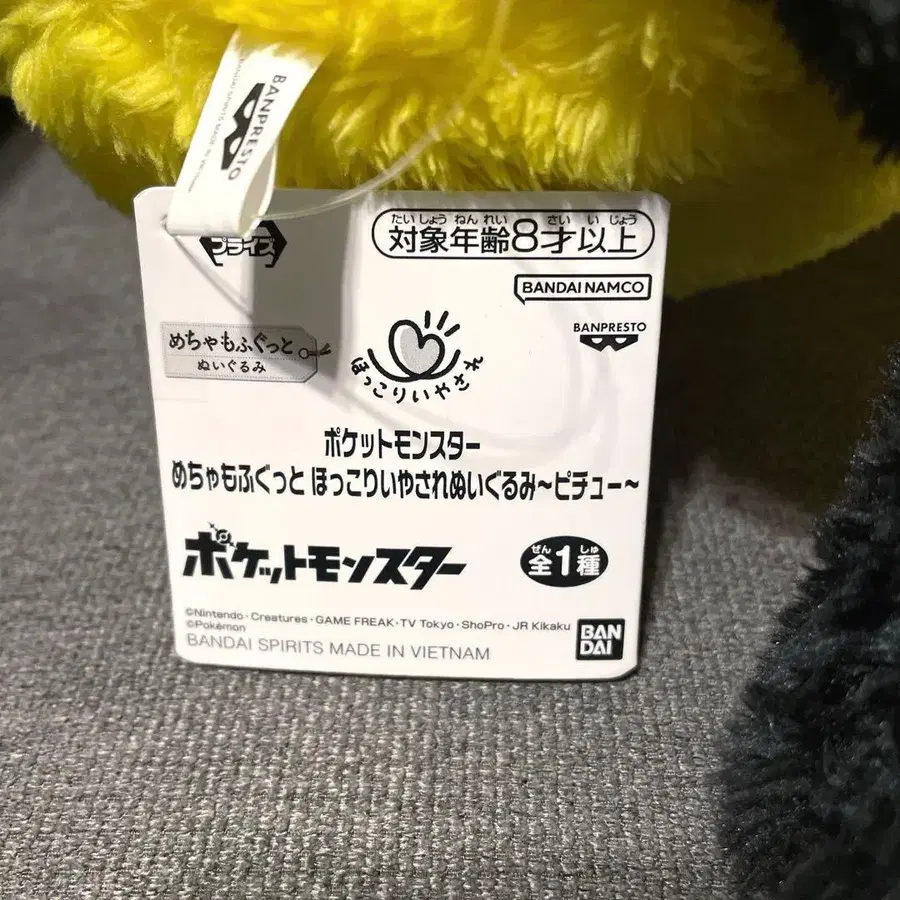 BANPRESTO
BANDAI SPIRITS MADE IN VIETNAM
プライズ
たいしょう ねん れい さい い じょう
対象年齢8才以上
BANDAI NAMCO
BANPRESTO
めちゃもふぐっと
ぬいぐるみ
ほっこりいやされ
ポケットモンスター
めちゃもふぐっと ほっこりいやされぬいぐるみ～ピチュー～
ポケットモンスター
ぜん しゅ
全1種
©Nintendo・Creatures・GAME FREAK・TV Tokyo・ShoPro・JR Kikaku
©Pokémon
BANDAI SPIRITS MADE IN VIETNAM
BAN
DAI